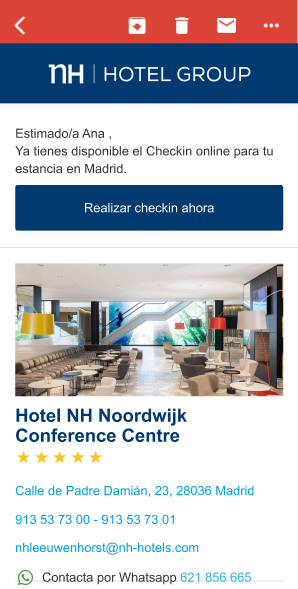 nh | HOTEL GROUP
Estimado/a Ana ,
Ya tienes disponible el Checkin online para tu
estancia en Madrid.
Realizar checkin ahora
Hotel NH Noordwijk
Conference Centre
Calle de Padre Damián, 23, 28036 Madrid
913 53 73 00 - 913 53 73 01
nhleeuwenhorst@nh-hotels.com
Contacta por Whatsapp 621 856 665